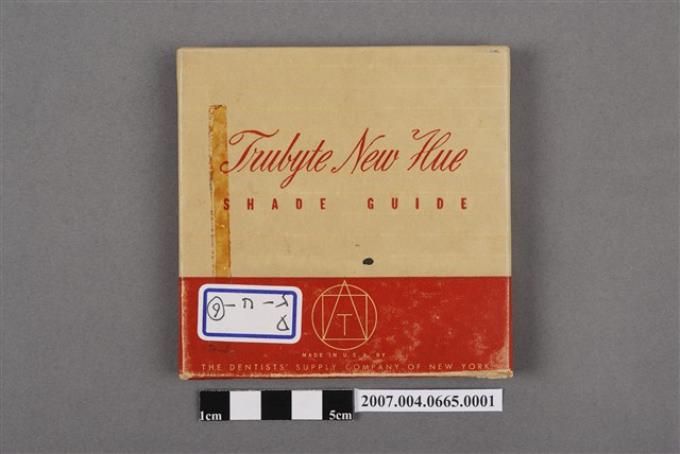 Trubyte New Hue
SHADE GUIDE
T
MADE IN U.S.A. BY
THE DENTISTS' SUPPLY COMPANY OF NEW YORK
1cm
5cm
2007.004.0665.0001